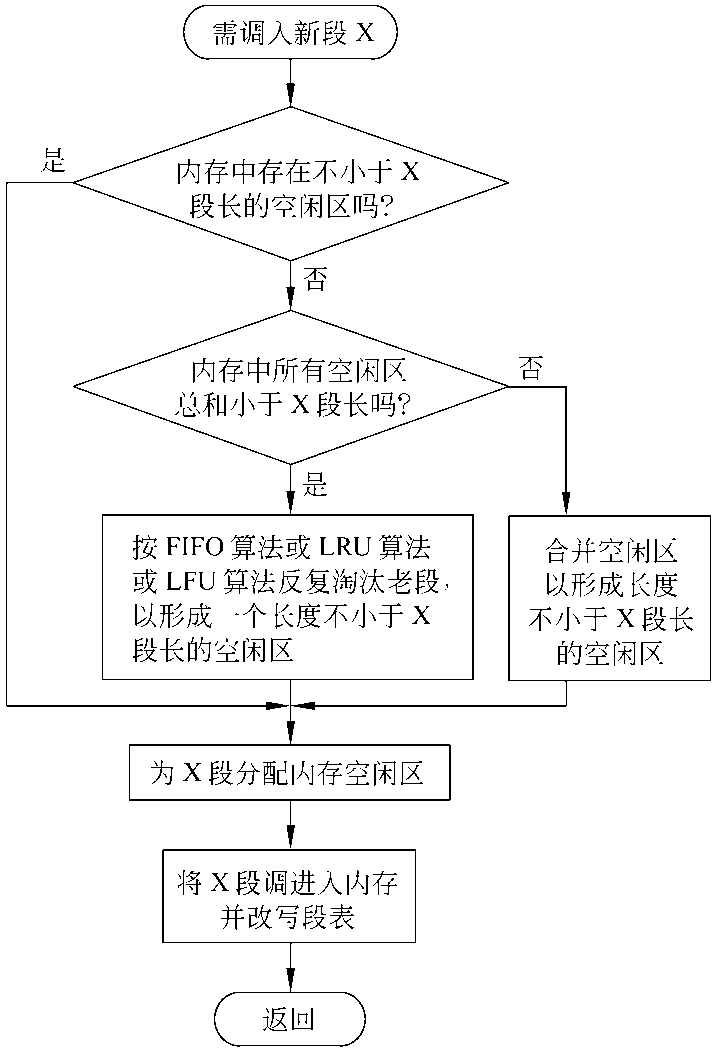 需调入新段 X
是
内存中存在不小于 X
段长的空闲区吗?
否
内存中所有空闲区
总和小于 X 段长吗?
否
是
按 FIFO 算法或 LRU 算法
或 LFU 算法反复淘汰老段,
以形成一个长度不小于 X
段长的空闲区
合并空闲区
以形成长度
不小于 X 段长
的空闲区
为 X 段分配内存空闲区
将 X 段调进入内存
并改写段表
返回